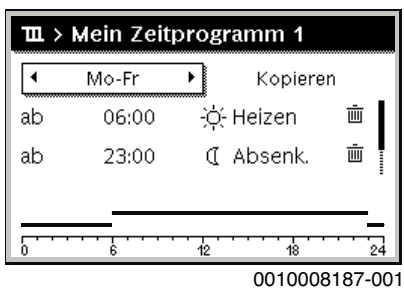 > Mein Zeitprogramm 1
Mo-Fr Kopieren
ab 06:00 Heizen
ab 23:00 Absenk.
0 6 12 18 24
0010008187-001